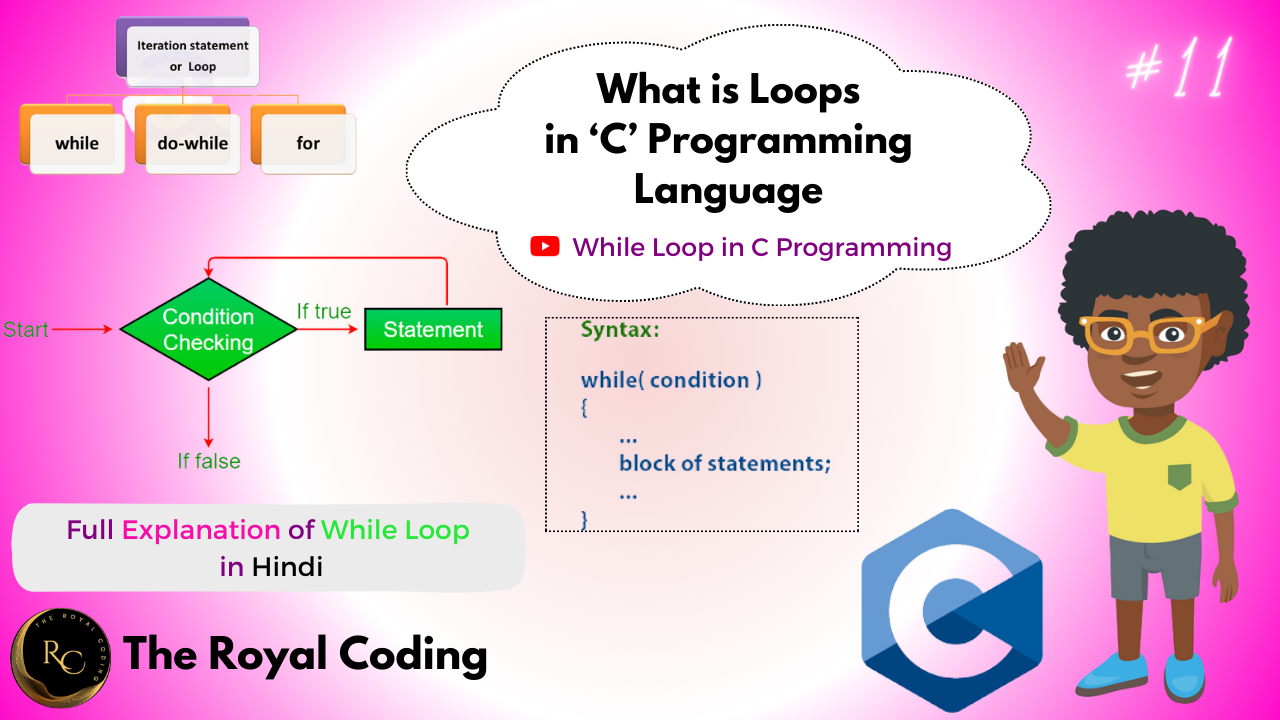 Iteration statement
or Loop
while
do-while
for
What is Loops
in ‘C’ Programming
Language
While Loop in C Programming
#11
Start
Condition
Checking
If true
Statement
If false
Syntax:
while( condition )
{
...
block of statements;
...
}
Full Explanation of While Loop
in Hindi
THE ROYAL CODING
RC
The Royal Coding
C